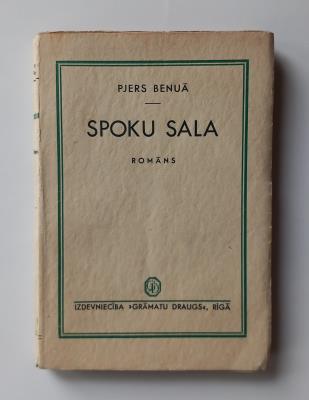 PJERS BENUĀ
SPOKU SALA
ROMĀNS
IZDEVNIECĪBA »GRĀMATU DRAUGS«, RĪGĀ